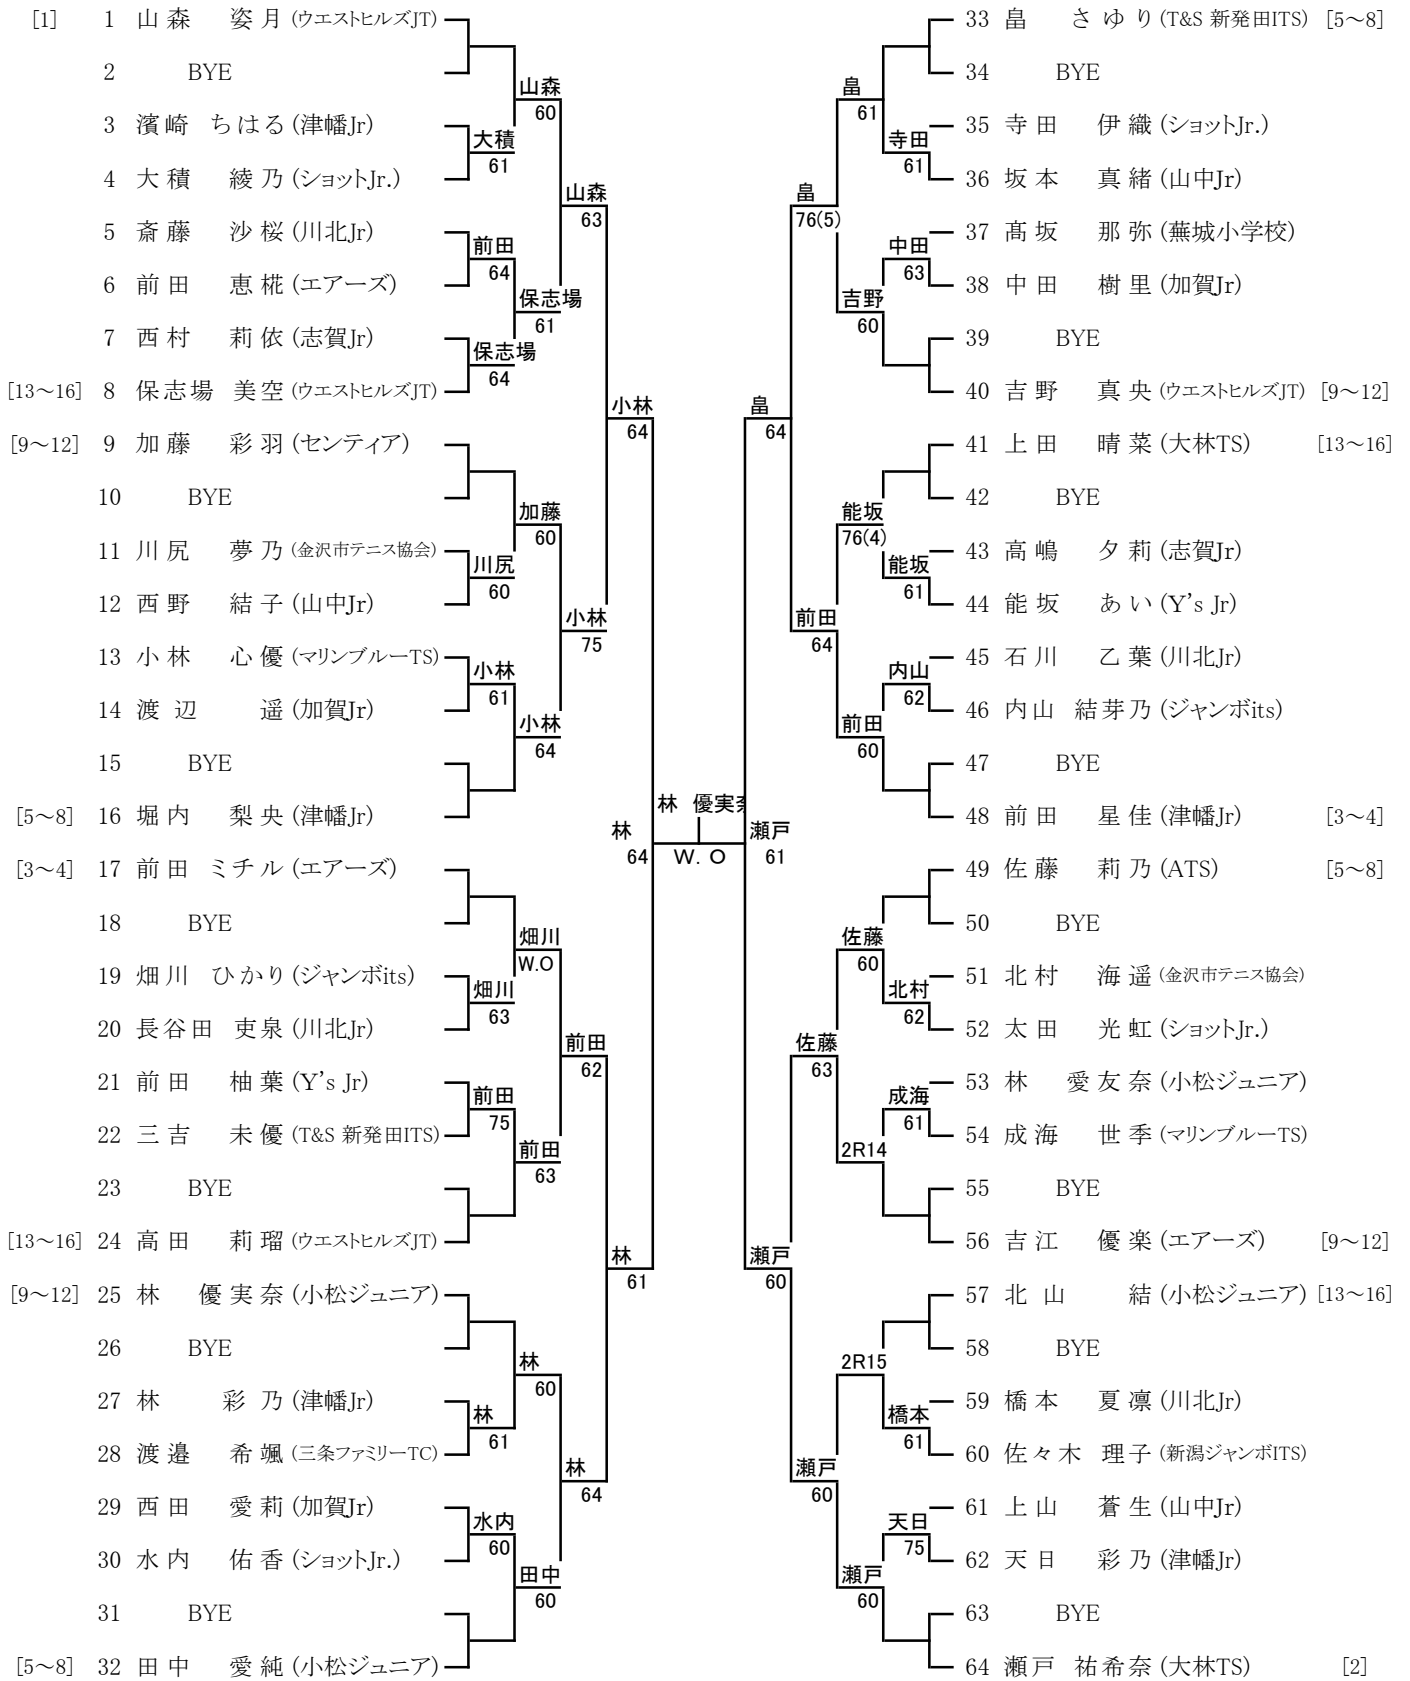 [1] 1 山森 姿月 (ウエストヒルズJT)
2 BYE
3 濱崎 ちはる (津幡Jr)
4 大積 綾乃 (ショットJr.)
5 斎藤 沙桜 (川北Jr)
6 前田 恵椛 (エアーズ)
7 西村 莉依 (志賀Jr)
[13～16] 8 保志場 美空 (ウエストヒルズJT)
[9～12] 9 加藤 彩羽 (センティア)
10 BYE
11 川尻 夢乃 (金沢市テニス協会)
12 西野 結子 (山中Jr)
13 小林 心優 (マリンブルーTS)
14 渡辺 遥 (加賀Jr)
15 BYE
[5～8] 16 堀内 梨央 (津幡Jr)
[3～4] 17 前田 ミチル (エアーズ)
18 BYE
19 畑川 ひかり (ジャンボits)
20 長谷田 吏泉 (川北Jr)
21 前田 柚葉 (Y's Jr)
22 三吉 未優 (T&S 新発田ITS)
23 BYE
[13～16] 24 高田 莉瑠 (ウエストヒルズJT)
[9～12] 25 林 優実奈 (小松ジュニア)
26 BYE
27 林 彩乃 (津幡Jr)
28 渡邉 希颯 (三条ファミリーTC)
29 西田 愛莉 (加賀Jr)
30 水内 佑香 (ショットJr.)
31 BYE
[5～8] 32 田中 愛純 (小松ジュニア)
大積
61
前田
64
保志場
64
川尻
60
小林
61
畑川
63
前田
75
林
61
水内
60
山森
60
保志場
61
加藤
60
小林
64
畑川
W.O
前田
63
林
60
田中
60
山森
63
小林
75
前田
62
林
64
小林
64
林
61
林
64
林 優実奈
W. O
瀬戸
61
畠
64
瀬戸
60
畠
76(5)
前田
64
佐藤
63
瀬戸
60
畠
61
吉野
60
能坂
76(4)
前田
60
佐藤
60
2R14
2R15
瀬戸
60
寺田
61
中田
63
能坂
61
内山
62
北村
62
成海
61
橋本
61
天日
75
33 畠 さゆり (T&S 新発田ITS) [5～8]
34 BYE
35 寺田 伊織 (ショットJr.)
36 坂本 真緒 (山中Jr)
37 髙坂 那弥 (蕪城小学校)
38 中田 樹里 (加賀Jr)
39 BYE
40 吉野 真央 (ウエストヒルズJT) [9～12]
41 上田 晴菜 (大林TS) [13～16]
42 BYE
43 高嶋 夕莉 (志賀Jr)
44 能坂 あい (Y's Jr)
45 石川 乙葉 (川北Jr)
46 内山 結芽乃 (ジャンボits)
47 BYE
48 前田 星佳 (津幡Jr) [3～4]
49 佐藤 莉乃 (ATS) [5～8]
50 BYE
51 北村 海遥 (金沢市テニス協会)
52 太田 光虹 (ショットJr.)
53 林 愛友奈 (小松ジュニア)
54 成海 世季 (マリンブルーTS)
55 BYE
56 吉江 優楽 (エアーズ) [9～12]
57 北山 結 (小松ジュニア) [13～16]
58 BYE
59 橋本 夏凛 (川北Jr)
60 佐々木 理子 (新潟ジャンボITS)
61 上山 蒼生 (山中Jr)
62 天日 彩乃 (津幡Jr)
63 BYE
64 瀬戸 祐希奈 (大林TS) [2]